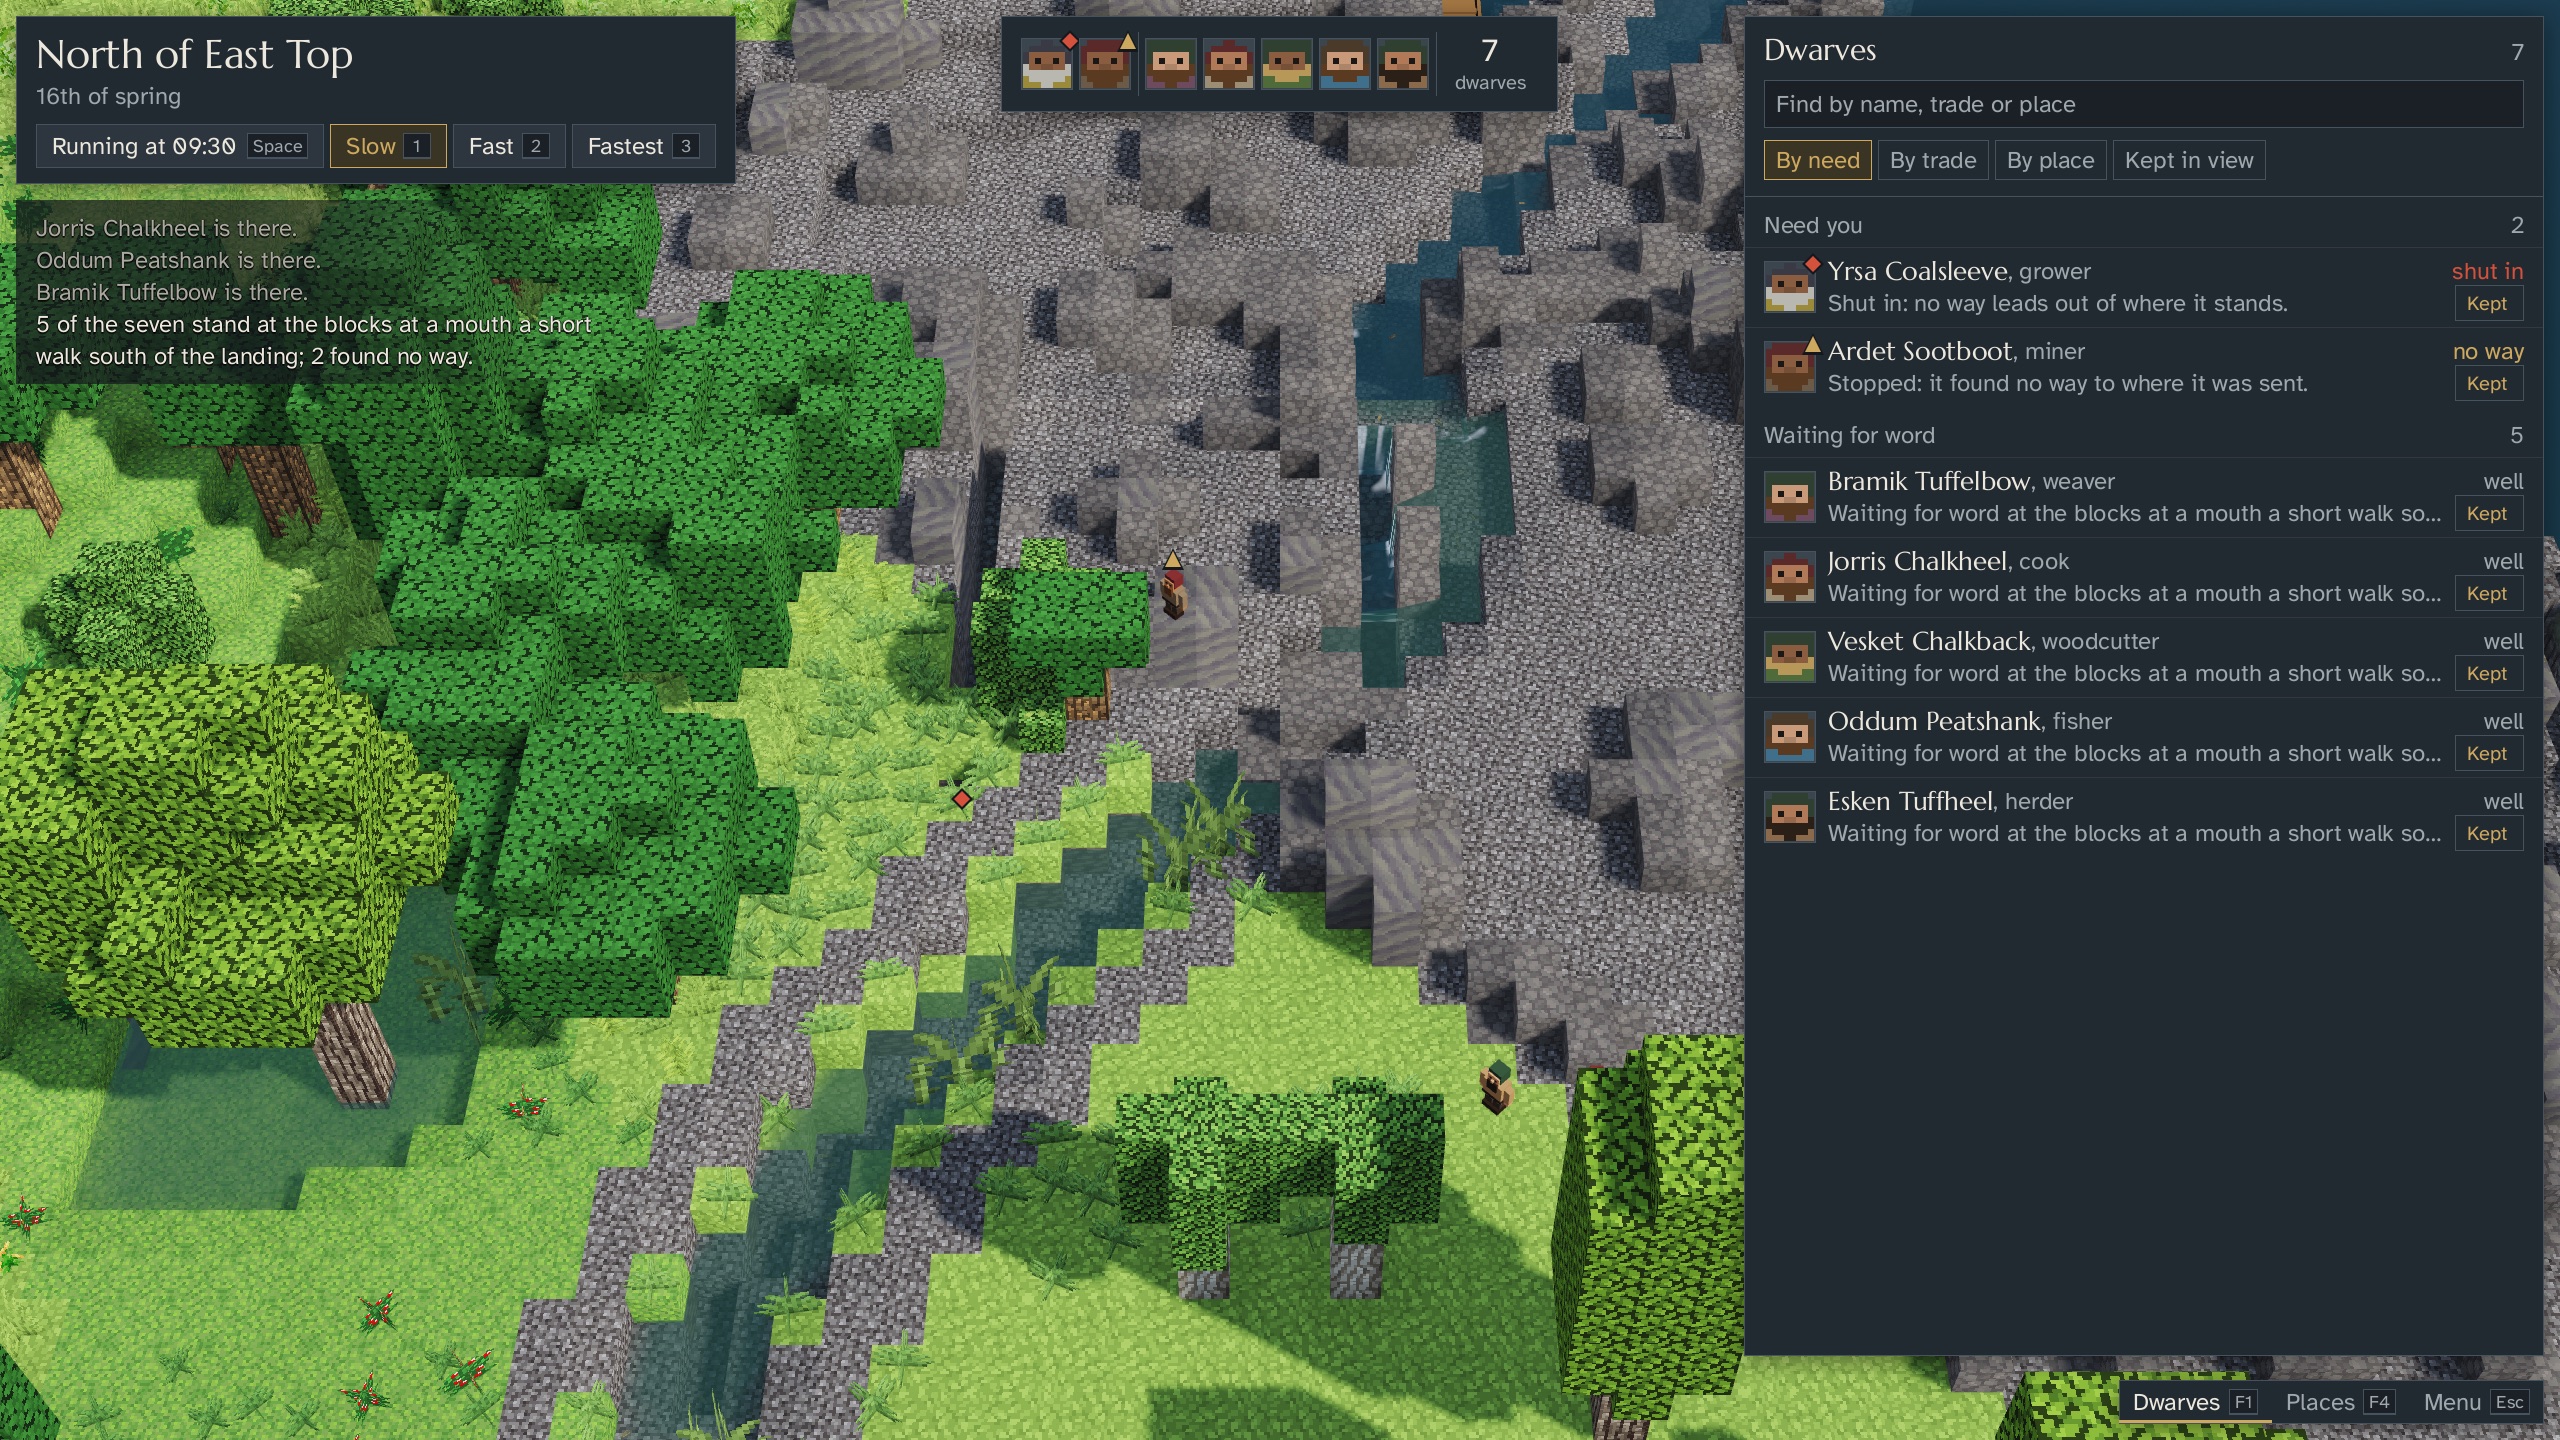 North of East Top
16th of spring
Running at 09:30 Space
Slow 1
Fast 2
Fastest 3
Jorris Chalkheel is there.
Oddum Peatshank is there.
Bramik Tuffelbow is there.
5 of the seven stand at the blocks at a mouth a short
walk south of the landing; 2 found no way.
7
dwarves
Dwarves 7
Find by name, trade or place
By need
By trade
By place
Kept in view
Need you 2
Yrsa Coalsleeve, grower shut in
Shut in: no way leads out of where it stands. Kept
Ardet Sootboot, miner no way
Stopped: it found no way to where it was sent. Kept
Waiting for word 5
Bramik Tuffelbow, weaver well
Waiting for word at the blocks at a mouth a short walk so... Kept
Jorris Chalkheel, cook well
Waiting for word at the blocks at a mouth a short walk so... Kept
Vesket Chalkback, woodcutter well
Waiting for word at the blocks at a mouth a short walk so... Kept
Oddum Peatshank, fisher well
Waiting for word at the blocks at a mouth a short walk so... Kept
Esken Tuffheel, herder well
Waiting for word at the blocks at a mouth a short walk so... Kept
Dwarves F1
Places F4
Menu Esc